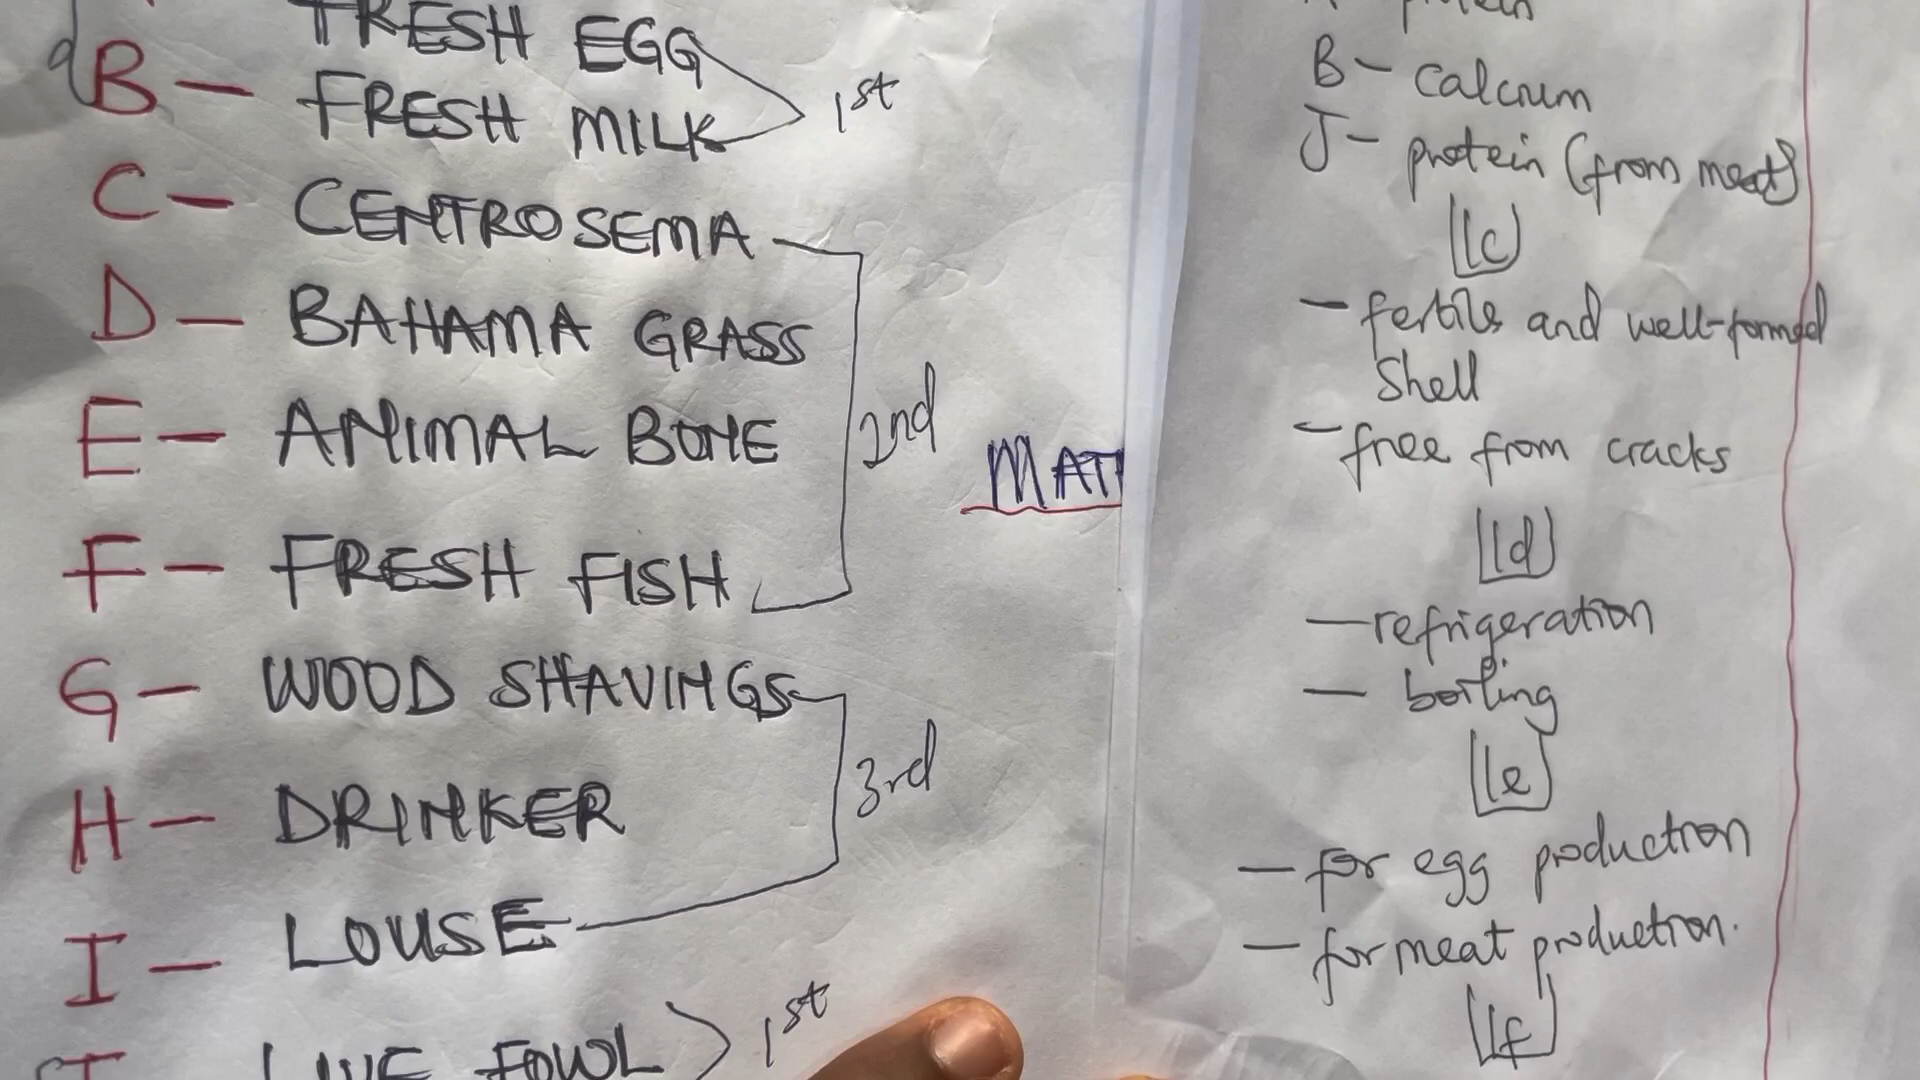 FRESH EGG
B - FRESH MILK
1st
C - CENTROSEMA
D - BAHAMA GRASS
E - ANIMAL BONE
F - FRESH FISH
2nd
G - WOOD SHAVINGS
H - DRINKER
I - LOUSE
3rd
LIVE FOWL
1st
MAT
protein
B - calcium
J - protein (from meat)
1c
- fertile and well-formed
shell
- free from cracks
1d
- refrigeration
- boiling
1e
- for egg production
- for meat production.
1f